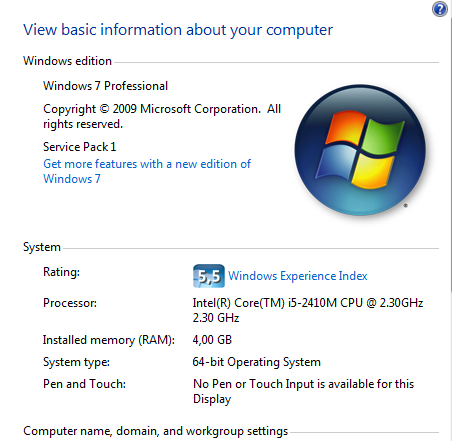 View basic information about your computer
Windows edition
Windows 7 Professional
Copyright © 2009 Microsoft Corporation. All
rights reserved.
Service Pack 1
Get more features with a new edition of
Windows 7
System
Rating:
5,5 Windows Experience Index
Processor:
Intel(R) Core(TM) i5-2410M CPU @ 2.30GHz
2.30 GHz
Installed memory (RAM):
4,00 GB
System type:
64-bit Operating System
Pen and Touch:
No Pen or Touch Input is available for this
Display
Computer name, domain, and workgroup settings